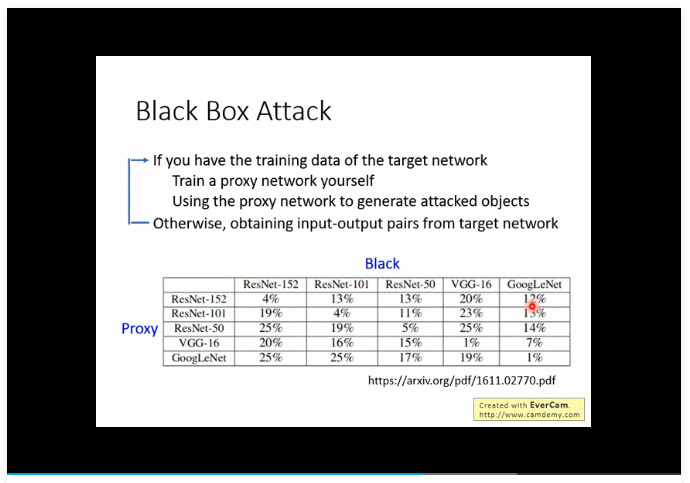 Black Box Attack
If you have the training data of the target network
Train a proxy network yourself
Using the proxy network to generate attacked objects
Otherwise, obtaining input-output pairs from target network
Black
ResNet-152 ResNet-101 ResNet-50 VGG-16 GoogLeNet
ResNet-152 4% 13% 13% 20% 12%
ResNet-101 19% 4% 11% 23% 13%
Proxy ResNet-50 25% 19% 5% 25% 14%
VGG-16 20% 16% 15% 1% 7%
GoogLeNet 25% 25% 17% 19% 1%
https://arxiv.org/pdf/1611.02770.pdf
Created with EverCam.
http://www.camdemy.com